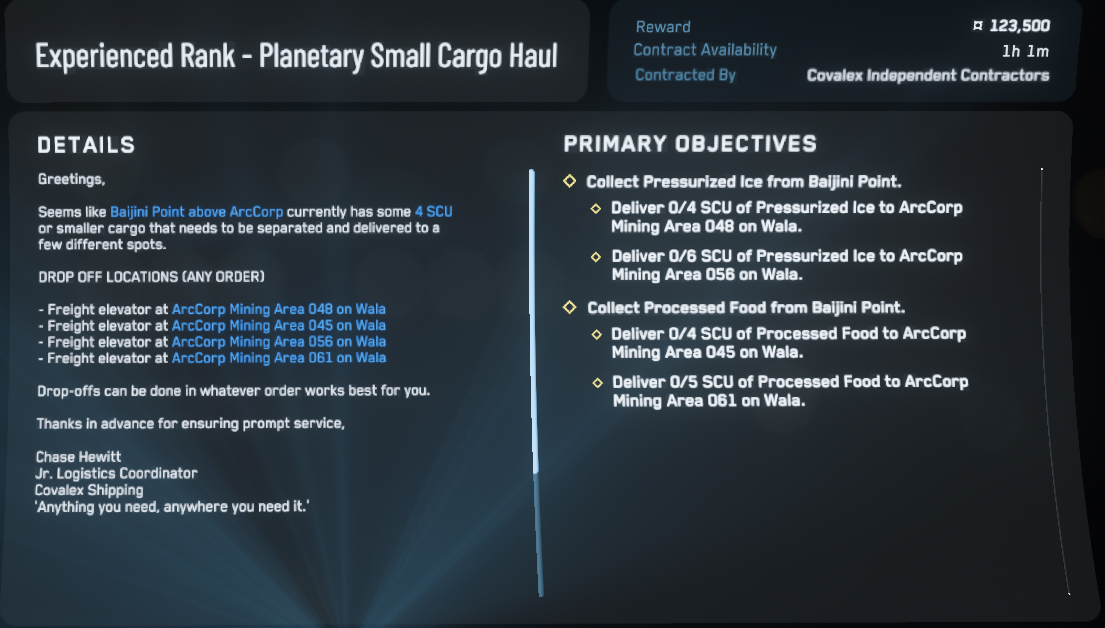 Experienced Rank - Planetary Small Cargo Haul
Reward ¤ 123,500
Contract Availability 1h 1m
Contracted By Covalex Independent Contractors
DETAILS
Greetings,
Seems like Baijini Point above ArcCorp currently has some 4 SCU
or smaller cargo that needs to be separated and delivered to a
few different spots.
DROP OFF LOCATIONS (ANY ORDER)
- Freight elevator at ArcCorp Mining Area 048 on Wala
- Freight elevator at ArcCorp Mining Area 045 on Wala
- Freight elevator at ArcCorp Mining Area 056 on Wala
- Freight elevator at ArcCorp Mining Area 061 on Wala
Drop-offs can be done in whatever order works best for you.
Thanks in advance for ensuring prompt service,
Chase Hewitt
Jr. Logistics Coordinator
Covalex Shipping
'Anything you need, anywhere you need it.'
PRIMARY OBJECTIVES
Collect Pressurized Ice from Baijini Point.
Deliver 0/4 SCU of Pressurized Ice to ArcCorp
Mining Area 048 on Wala.
Deliver 0/6 SCU of Pressurized Ice to ArcCorp
Mining Area 056 on Wala.
Collect Processed Food from Baijini Point.
Deliver 0/4 SCU of Processed Food to ArcCorp
Mining Area 045 on Wala.
Deliver 0/5 SCU of Processed Food to ArcCorp
Mining Area 061 on Wala.